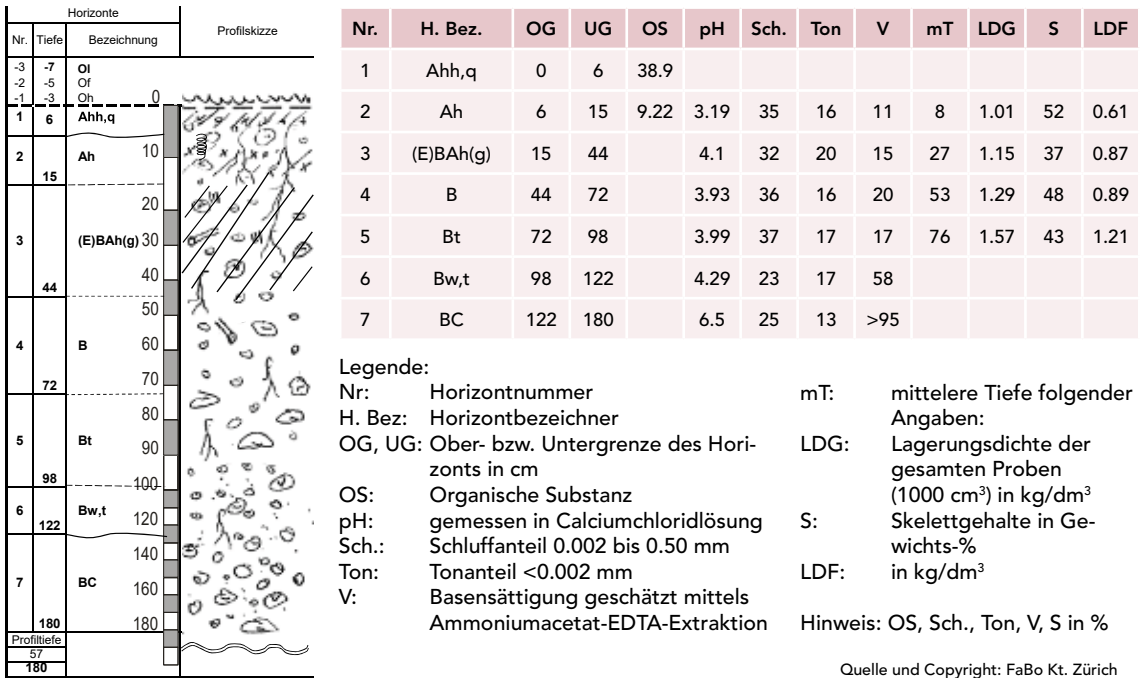 Horizonte
Nr. Tiefe Bezeichnung Profilskizze
-3 -7 Ol
-2 -5 Of
-1 -3 Oh 0
1 6 Ahh,q
2 Ah 10
15
20
3 (E)BAh(g) 30
40
44
50
4 B 60
70
72
80
5 Bt 90
98
100
6 Bw,t 120
122
140
7 BC 160
180 180
Profiltiefe
57
180
Nr. H. Bez. OG UG OS pH Sch. Ton V mT LDG S LDF
1 Ahh,q 0 6 38.9
2 Ah 6 15 9.22 3.19 35 16 11 8 1.01 52 0.61
3 (E)BAh(g) 15 44 4.1 32 20 15 27 1.15 37 0.87
4 B 44 72 3.93 36 16 20 53 1.29 48 0.89
5 Bt 72 98 3.99 37 17 17 76 1.57 43 1.21
6 Bw,t 98 122 4.29 23 17 58
7 BC 122 180 6.5 25 13 >95
Legende:
Nr: Horizontnummer
H. Bez: Horizontbezeichner
OG, UG: Ober- bzw. Untergrenze des Hori-
zonts in cm
OS: Organische Substanz
pH: gemessen in Calciumchloridlösung
Sch.: Schluffanteil 0.002 bis 0.50 mm
Ton: Tonanteil <0.002 mm
V: Basensättigung geschätzt mittels
Ammoniumacetat-EDTA-Extraktion
mT: mittelere Tiefe folgender
Angaben:
LDG: Lagerungsdichte der
gesamten Proben
(1000 cm³) in kg/dm³
S: Skelettgehalte in Ge-
wichts-%
LDF: in kg/dm³
Hinweis: OS, Sch., Ton, V, S in %
Quelle und Copyright: FaBo Kt. Zürich